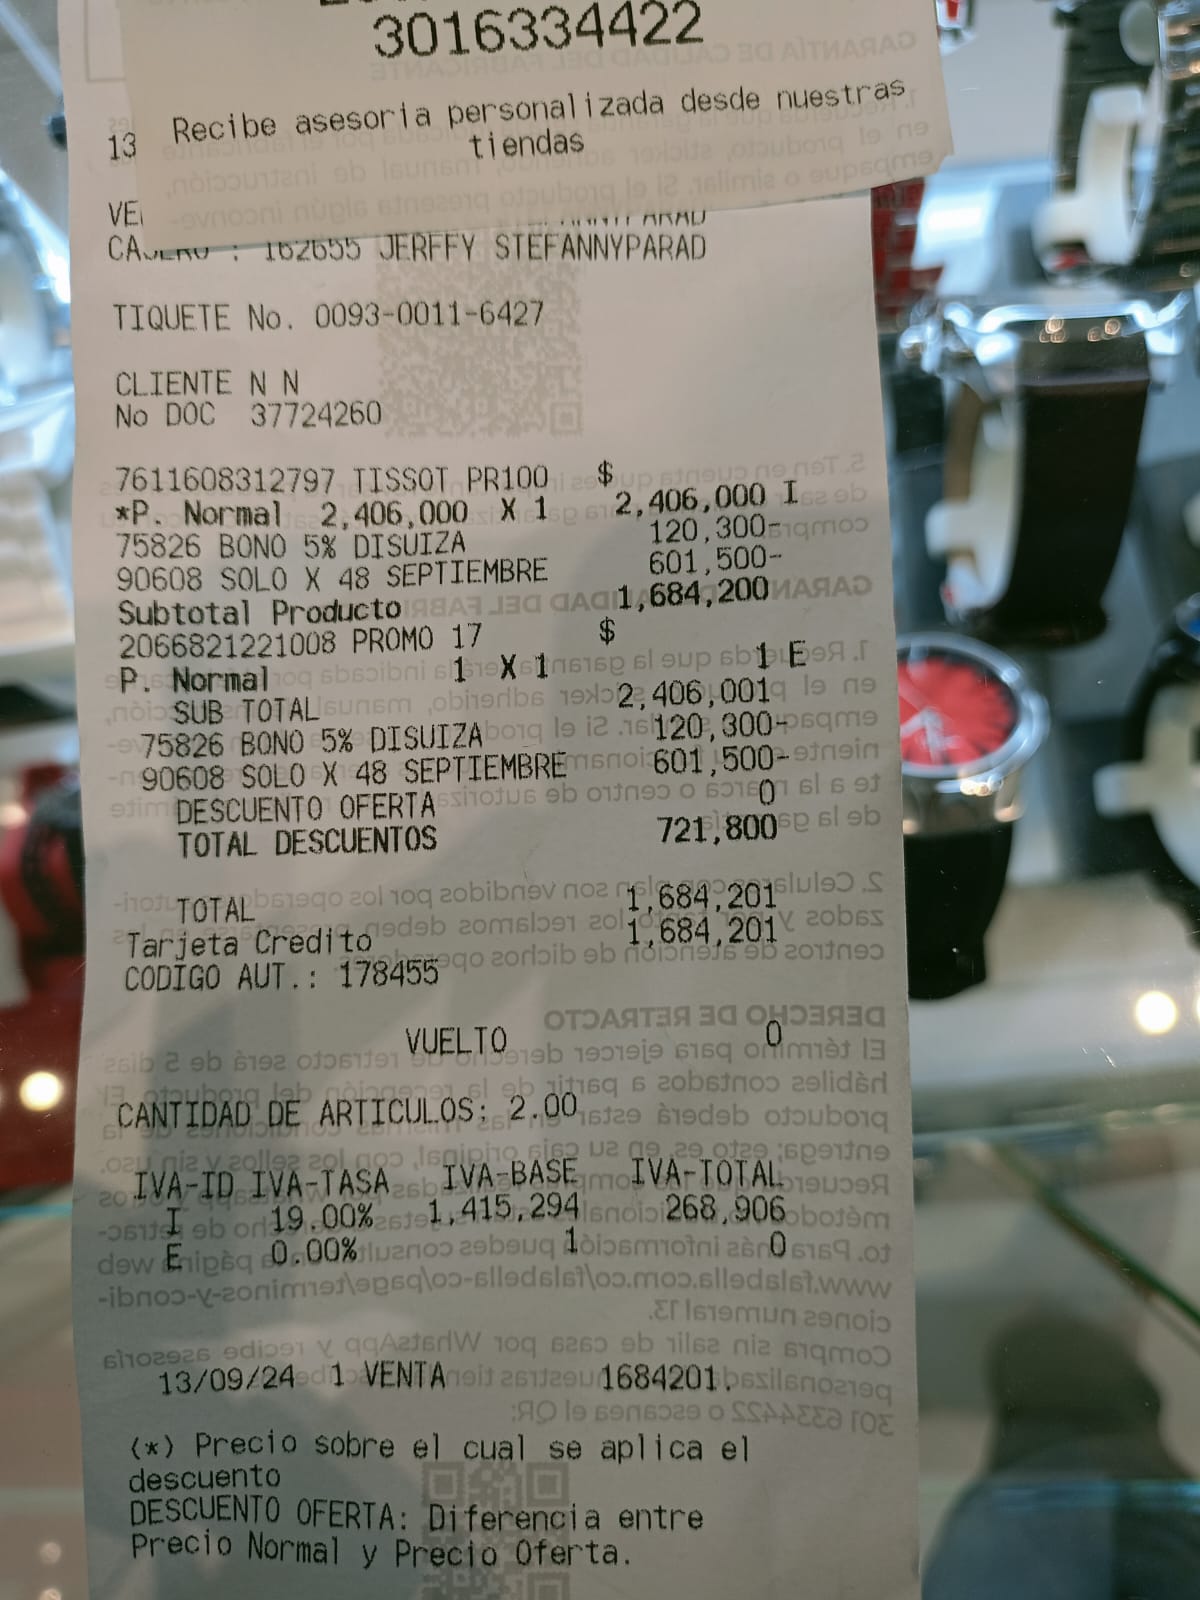 3016334422
Recibe asesoria personalizada desde nuestras
tiendas
13
CAJERO : 162655 JERFFY STEFANNYPARAD
TIQUETE No. 0093-0011-6427
CLIENTE N N
No DOC 37724260
7611608312797 TISSOT PR100 $
*P. Normal 2,406,000 X 1 2,406,000 I
75826 BONO 5% DISUIZA 120,300-
90608 SOLO X 48 SEPTIEMBRE 601,500-
Subtotal Producto 1,684,200
2066821221008 PROMO 17 $
P. Normal 1 X 1 1 E
SUB TOTAL 2,406,001
75826 BONO 5% DISUIZA 120,300-
90608 SOLO X 48 SEPTIEMBRE 601,500-
DESCUENTO OFERTA 0
TOTAL DESCUENTOS 721,800
TOTAL 1,684,201
Tarjeta Credito 1,684,201
CODIGO AUT.: 178455
VUELTO 0
CANTIDAD DE ARTICULOS: 2.00
IVA-ID IVA-TASA IVA-BASE IVA-TOTAL
I 19.00% 1,415,294 268,906
E 0.00% 1 0
13/09/24 1 VENTA 1684201.
(*) Precio sobre el cual se aplica el
descuento
DESCUENTO OFERTA: Diferencia entre
Precio Normal y Precio Oferta.